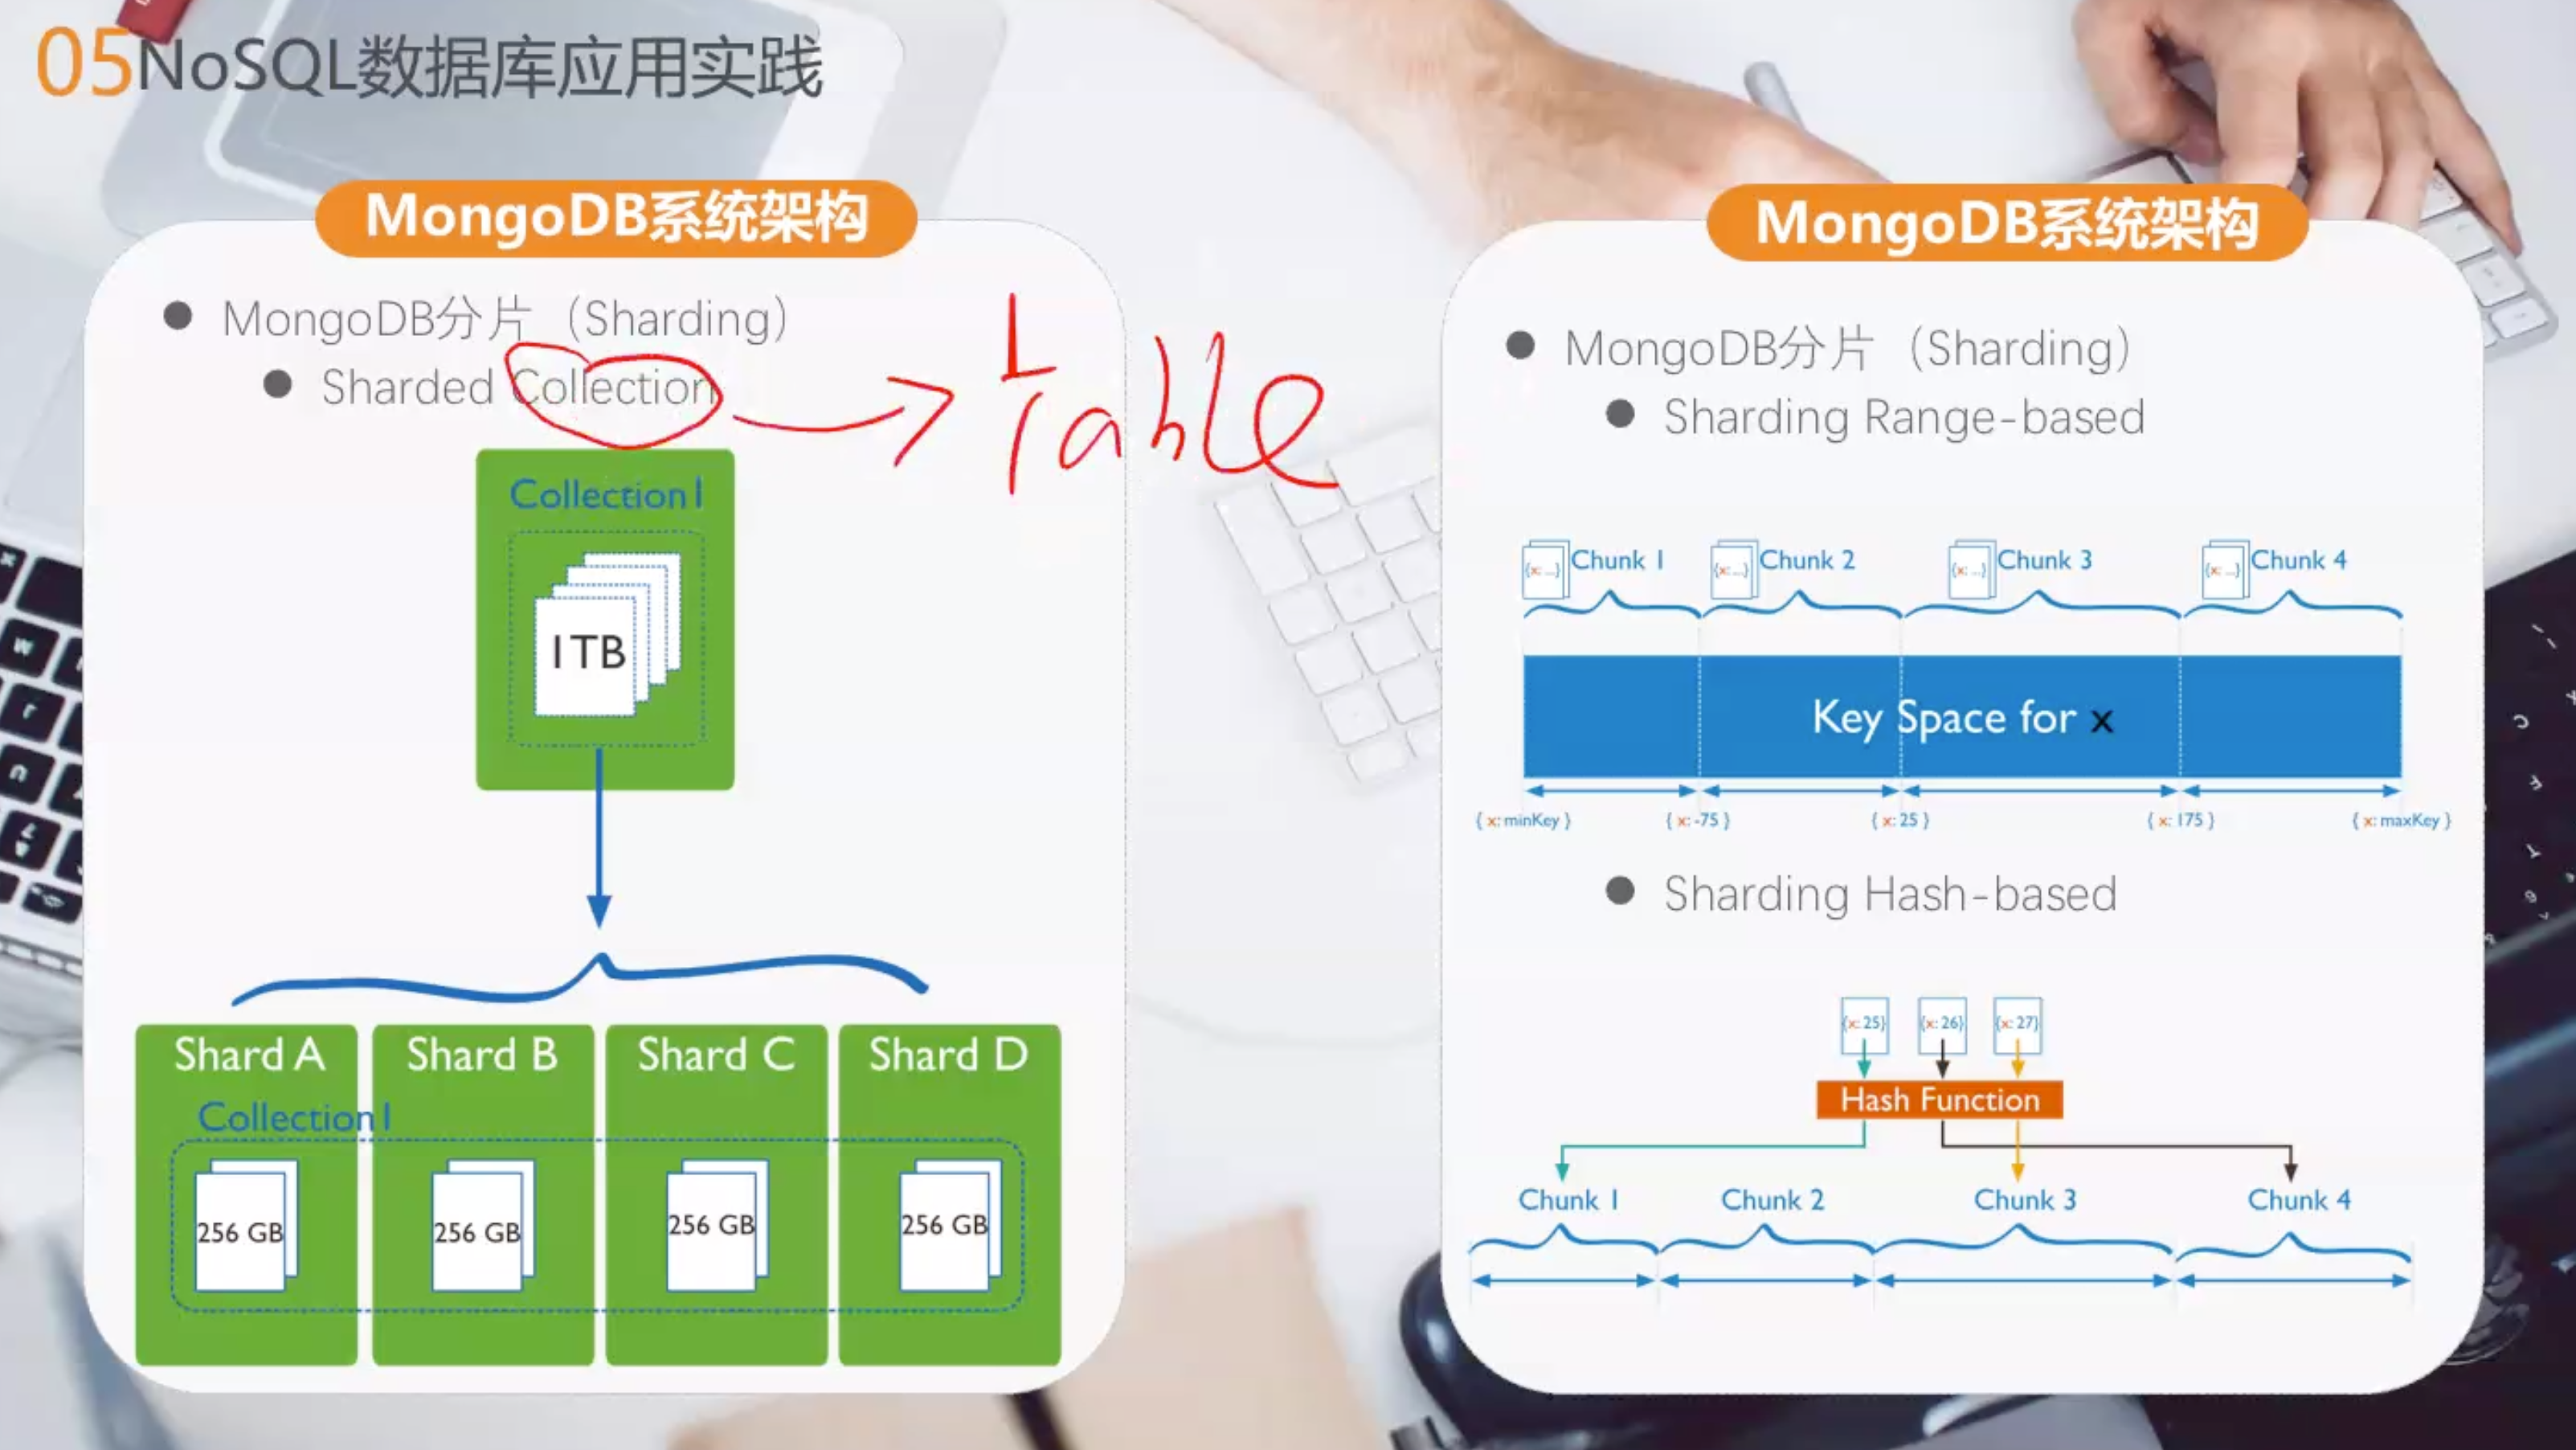 05NoSQL数据库应用实践
MongoDB系统架构
MongoDB分片（Sharding）
Sharded Collection
Table
Collection1
1TB
Shard A
Shard B
Shard C
Shard D
Collection1
256 GB
256 GB
256 GB
256 GB
MongoDB系统架构
MongoDB分片（Sharding）
Sharding Range-based
{x: ...} Chunk 1
{x: ...} Chunk 2
{x: ...} Chunk 3
{x: ...} Chunk 4
Key Space for x
{ x: minKey }
{ x: -75 }
{ x: 25 }
{ x: 175 }
{ x: maxKey }
Sharding Hash-based
{x: 25}
{x: 26}
{x: 27}
Hash Function
Chunk 1
Chunk 2
Chunk 3
Chunk 4